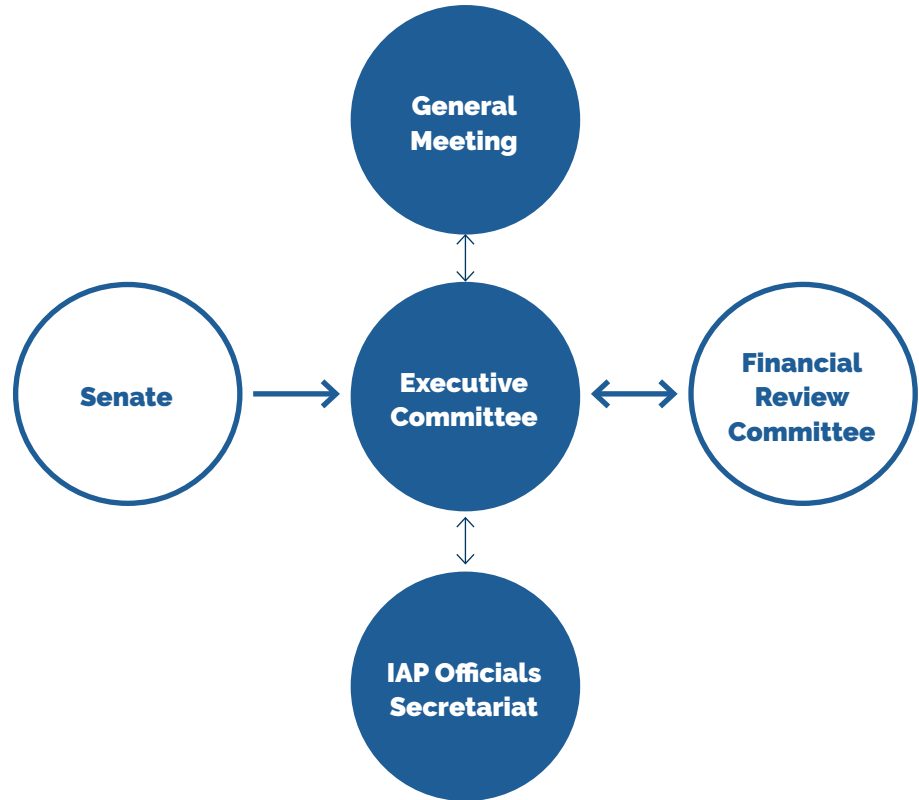 General
Meeting
Senate
Executive
Committee
Financial
Review
Committee
IAP Officials
Secretariat